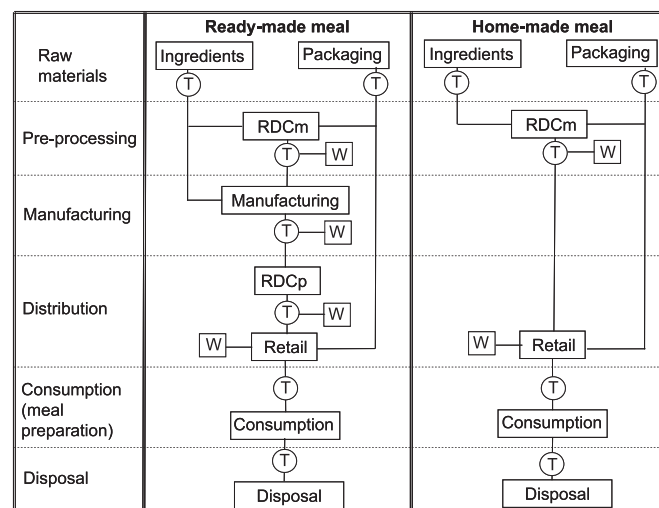 Ready-made meal
Home-made meal
Raw
materials
Ingredients
Packaging
Ingredients
Packaging
T
T
T
T
Pre-processing
RDCm
RDCm
T
W
T
W
Manufacturing
Manufacturing
T
W
Distribution
RDCp
T
W
W
Retail
W
Retail
Consumption
(meal
preparation)
T
T
Consumption
Consumption
Disposal
T
T
Disposal
Disposal